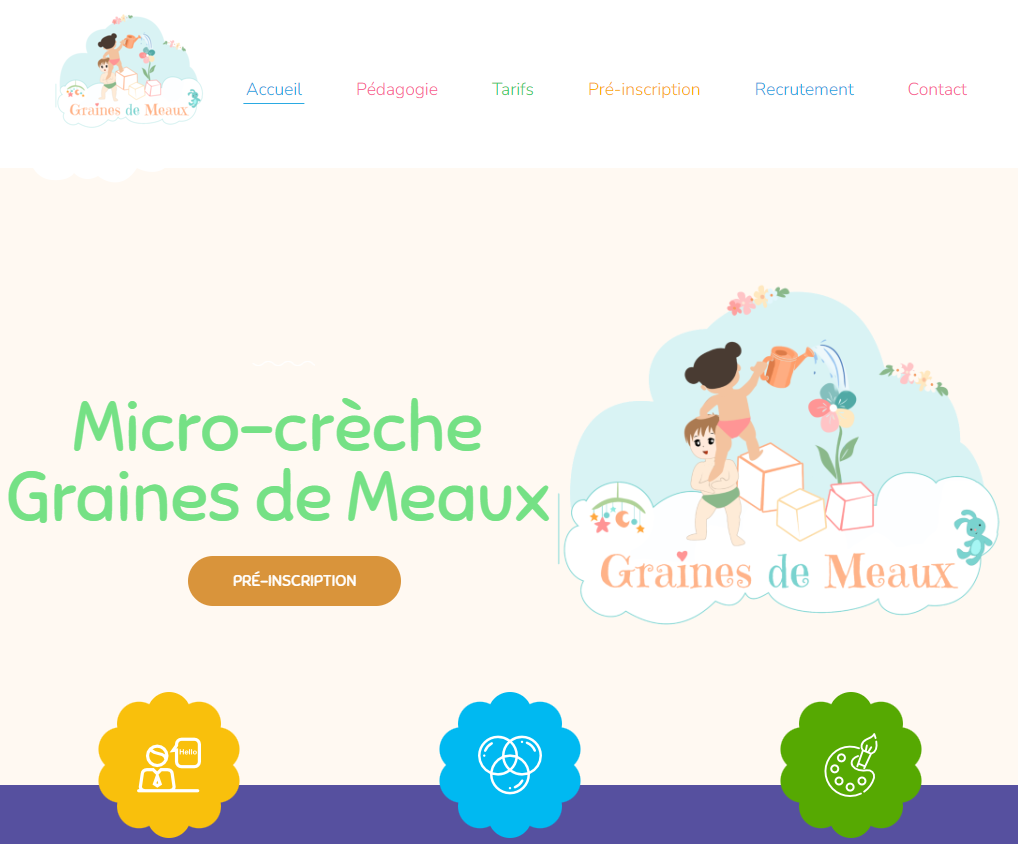 Graines de Meaux
Accueil
Pédagogie
Tarifs
Pré-inscription
Recrutement
Contact
Micro-crèche
Graines de Meaux
PRÉ-INSCRIPTION
Graines de Meaux
Hello